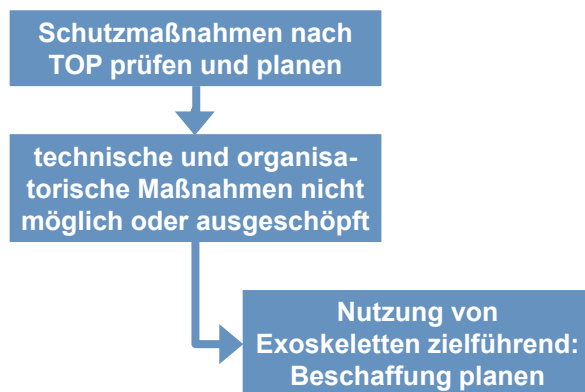 Schutzmaßnahmen nach
TOP prüfen und planen
technische und organisa-
torische Maßnahmen nicht
möglich oder ausgeschöpft
Nutzung von
Exoskeletten zielführend:
Beschaffung planen